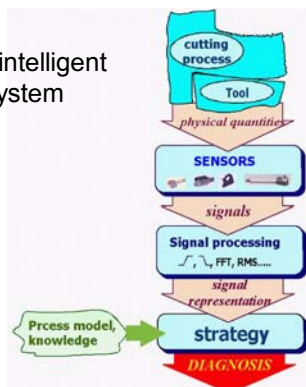 intelligent
ystem
cutting
process
Tool
physical quantities
SENSORS
signals
Signal processing
, FFT, RMS.....
signal
representation
Prcess model,
knowledge
strategy
DIAGNOSIS